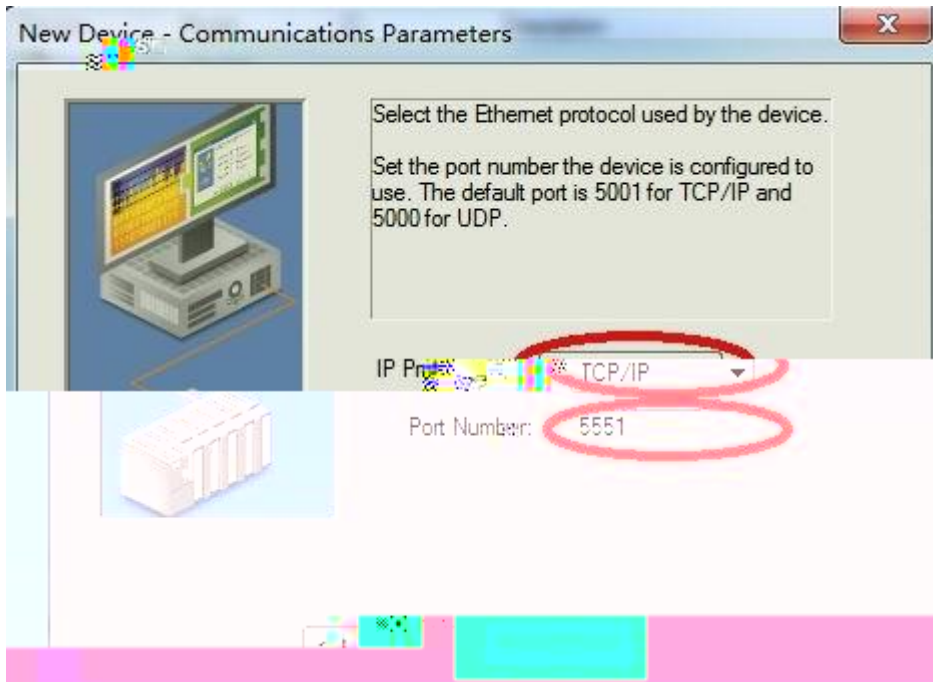 New Device - Communications Parameters
Select the Ethernet protocol used by the device.
Set the port number the device is configured to
use. The default port is 5001 for TCP/IP and
5000 for UDP.
IP
TCP/IP
Port Number: 5551